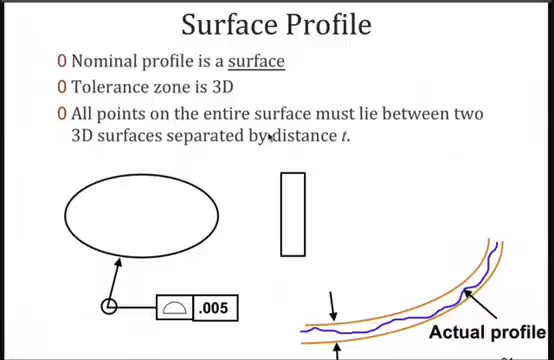 Surface Profile
0 Nominal profile is a surface
0 Tolerance zone is 3D
0 All points on the entire surface must lie between two
3D surfaces separated by distance t.
.005
Actual profile